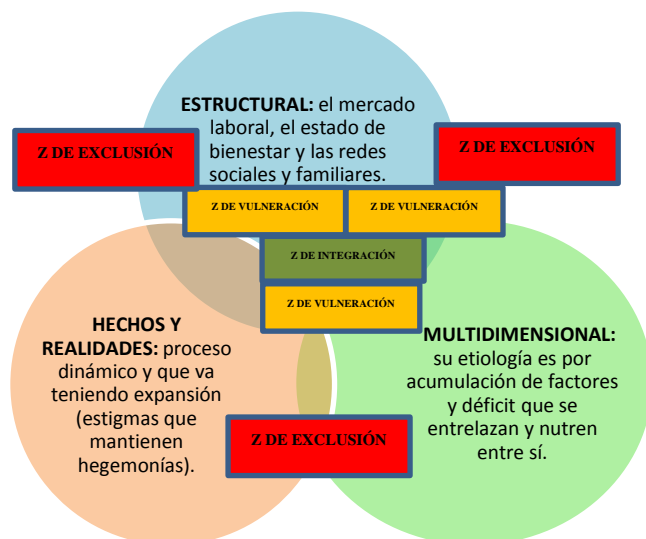 ESTRUCTURAL: el mercado
laboral, el estado de
bienestar y las redes
sociales y familiares.
Z DE EXCLUSIÓN
Z DE EXCLUSIÓN
Z DE VULNERACIÓN
Z DE VULNERACIÓN
Z DE INTEGRACIÓN
Z DE VULNERACIÓN
HECHOS Y
REALIDADES: proceso
dinámico y que va
teniendo expansión
(estigmas que
mantienen
hegemonías).
MULTIDIMENSIONAL:
su etiología es por
acumulación de factores
y déficit que se
entrelazan y nutren
entre sí.
Z DE EXCLUSIÓN